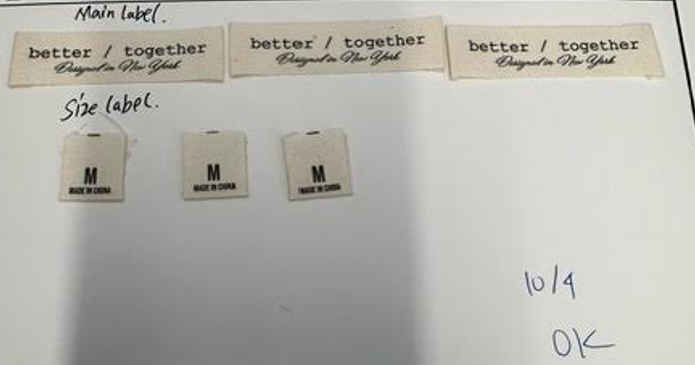 Main label.
better / together
Designed in New York
better / together
Designed in New York
better / together
Designed in New York
Size label.
M
MADE IN CHINA
M
MADE IN CHINA
M
MADE IN CHINA
10/9
OK